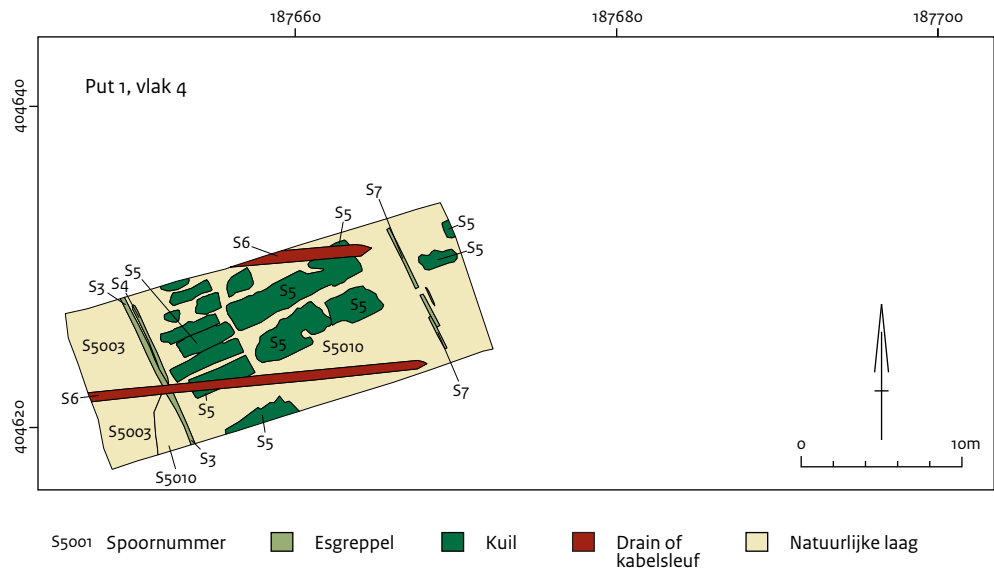 187660
187680
187700
404640
404620
Put 1, vlak 4
S7
S5
S5
S6
S5
S5
S4
S3
S5
S5
S5003
S5
S5010
S6
S7
S5
S5003
S5
S3
S5010
0
10m
S5001 Spoornummer
Esgreppel
Kuil
Drain of
kabelsleuf
Natuurlijke laag